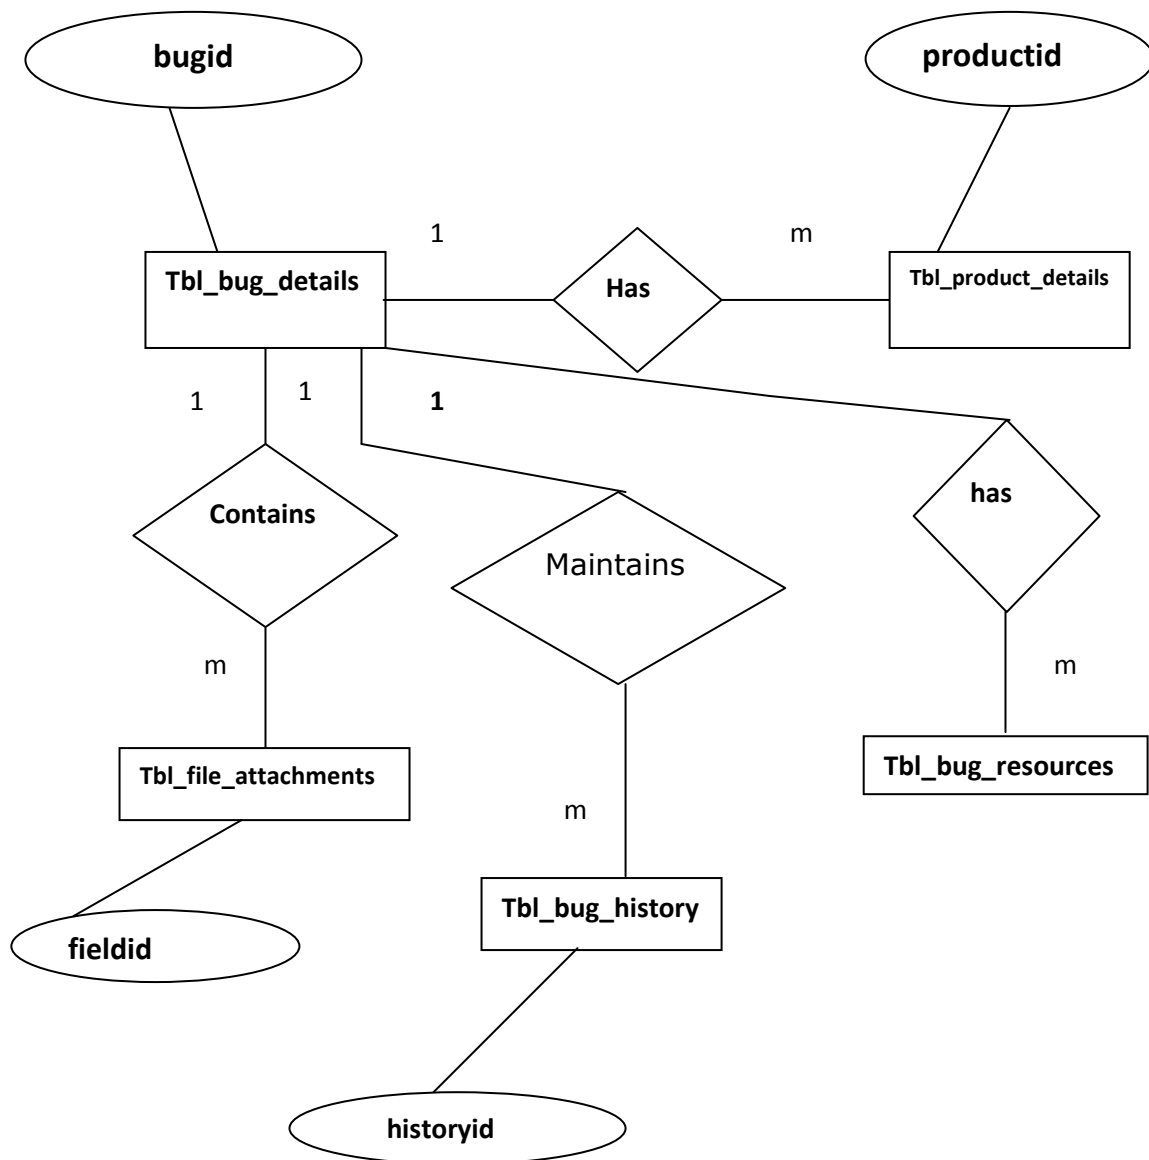 bugid
productid
1
m
Tbl_bug_details
Has
Tbl_product_details
1
1
1
Contains
Maintains
has
m
m
Tbl_file_attachments
Tbl_bug_resources
m
Tbl_bug_history
fieldid
historyid